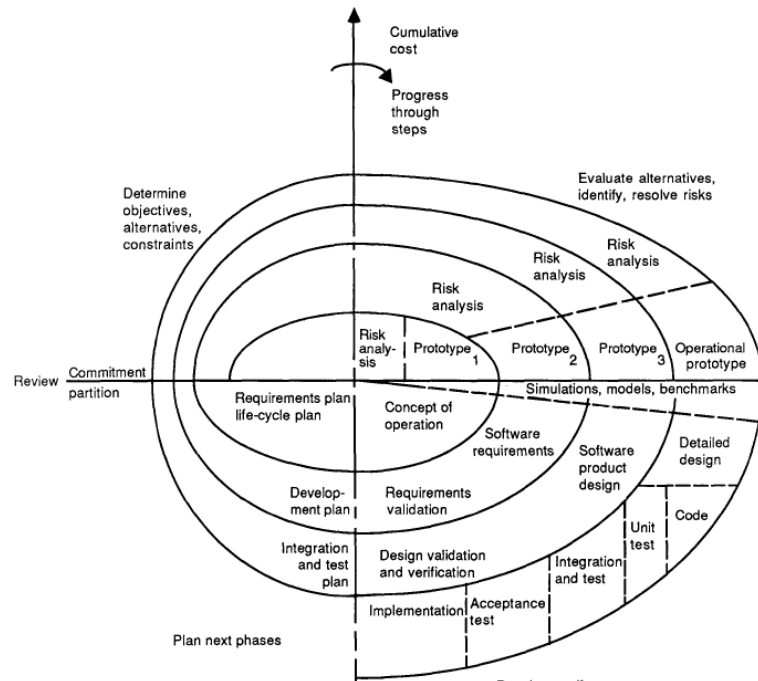 Cumulative
cost
Progress
through
steps
Determine
objectives,
alternatives,
constraints
Evaluate alternatives,
identify, resolve risks
Risk
analysis
Risk
analysis
Risk
analysis
Risk
analy-
sis
Prototype 1
Prototype 2
Prototype 3
Operational
prototype
Review
Commitment
partition
Simulations, models, benchmarks
Requirements plan
life-cycle plan
Concept of
operation
Software
requirements
Software
product
design
Detailed
design
Develop-
ment plan
Requirements
validation
Unit
test
Code
Integration
and test
plan
Design validation
and verification
Integration
and test
Implementation
Acceptance
test
Plan next phases